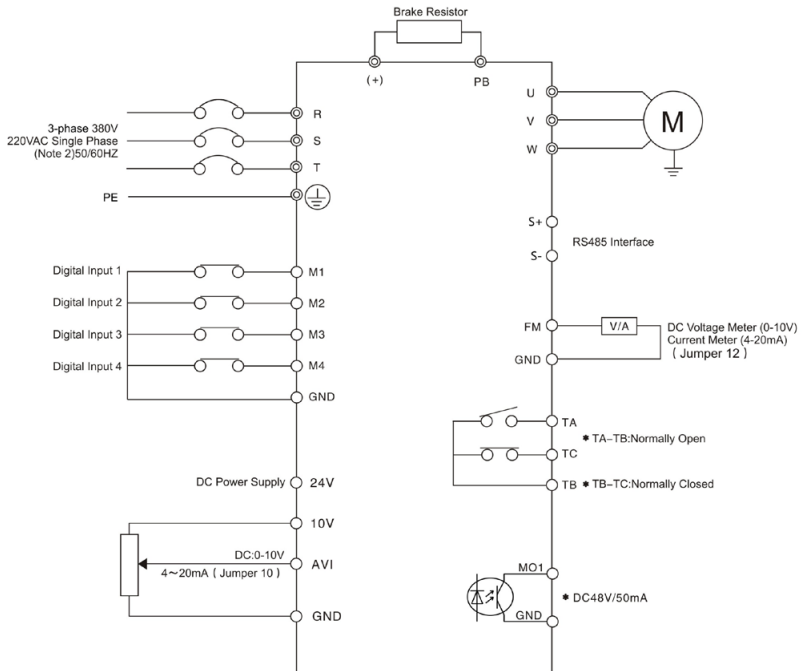 Brake Resistor
(+)
PB
R
3-phase 380V
220VAC Single Phase
(Note 2)50/60HZ
S
T
PE
U
V
W
M
S+
RS485 Interface
S-
Digital Input 1
M1
Digital Input 2
M2
Digital Input 3
M3
Digital Input 4
M4
GND
FM
V/A
DC Voltage Meter (0-10V)
Current Meter (4-20mA)
( Jumper 12 )
GND
TA
* TA-TB:Normally Open
TC
TB * TB-TC:Normally Closed
DC Power Supply
24V
10V
DC:0-10V
4~20mA ( Jumper 10 )
AVI
GND
MO1
* DC48V/50mA
GND